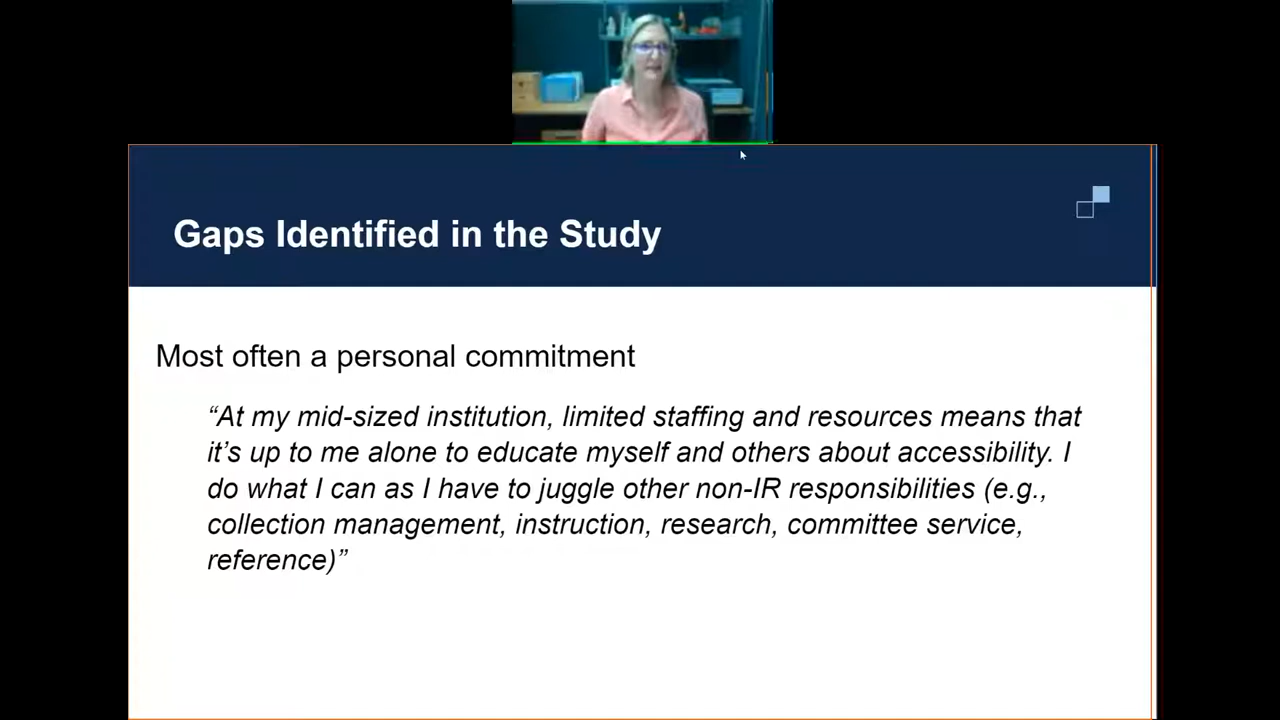 Gaps Identified in the Study
Most often a personal commitment
“At my mid-sized institution, limited staffing and resources means that
it’s up to me alone to educate myself and others about accessibility. I
do what I can as I have to juggle other non-IR responsibilities (e.g.,
collection management, instruction, research, committee service,
reference)”